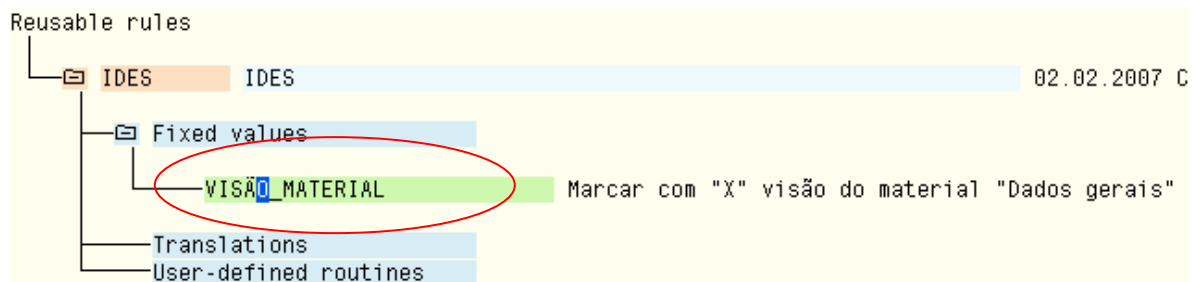 Reusable rules
IDES IDES 02.02.2007 C
Fixed values
VISÃO_MATERIAL Marcar com "X" visão do material "Dados gerais"
Translations
User-defined routines